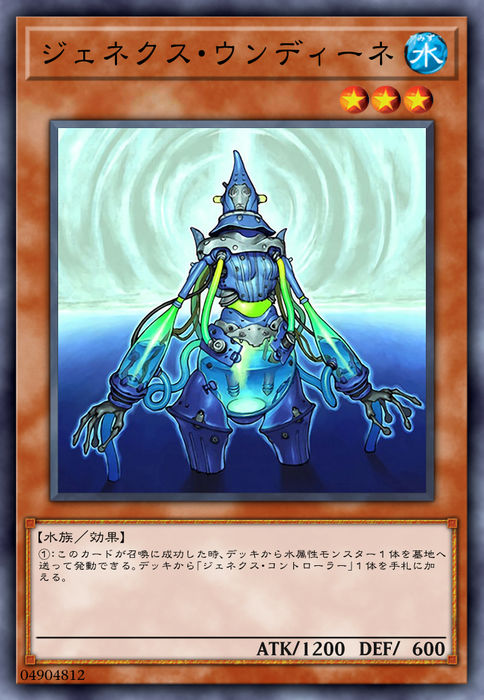 ジェネクス・ウンディーネ
水
【水族／効果】
①：このカードが召喚に成功した時、デッキから水属性モンスター１体を墓地へ
送って発動できる。デッキから「ジェネクス・コントローラー」１体を手札に加
える。
ATK/1200 DEF/ 600
04904812